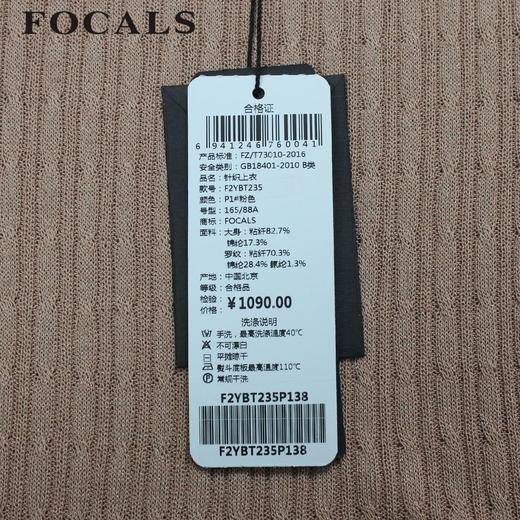 FOCALS
合格证
6 941246 760041
产品标准：FZ/T73010-2016
安全类别：GB18401-2010 B类
品名：针织上衣
款号：F2YBT235
颜色：P1#粉色
号型：165/88A
商标：FOCALS
面料：大身：粘纤82.7%
锦纶17.3%
罗纹：粘纤70.3%
锦纶28.4% 氨纶1.3%
产地：中国北京
等级：合格品
检验：
价格：￥1090.00
洗涤说明
手洗，最高洗涤温度40℃
不可漂白
平摊晾干
熨斗底板最高温度110℃
常规干洗
F2YBT235P138
F2YBT235P138